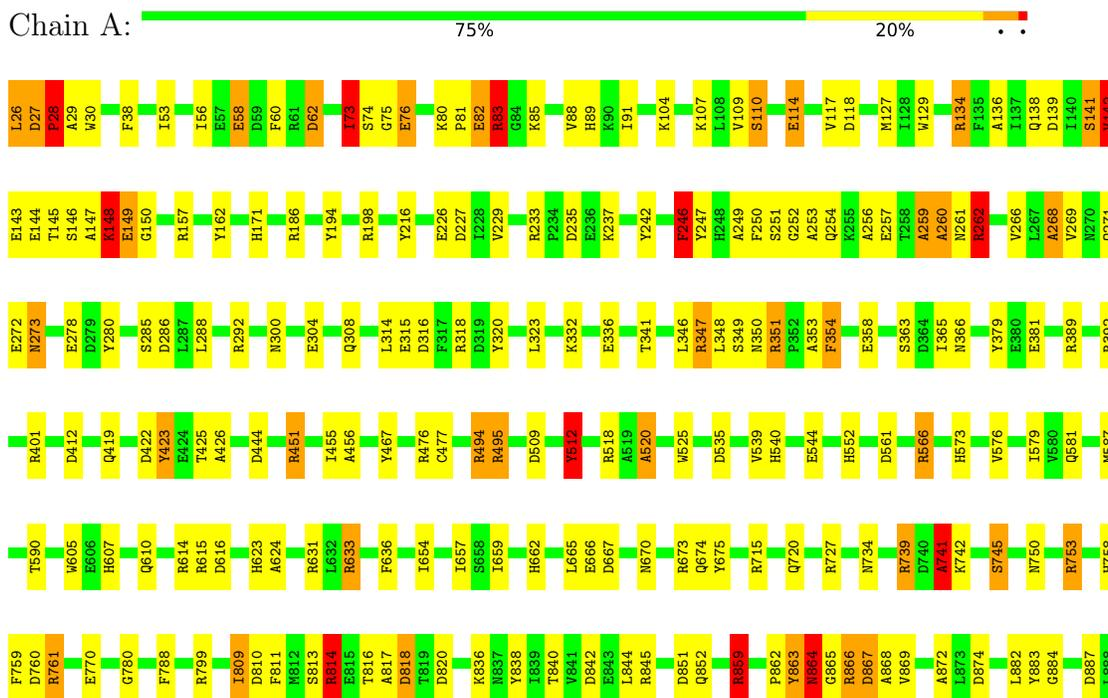 Chain A:
75% 20% • •
L26 D27 P28 A29 W30 F38 I53 I56 E57 E58 D59 F60 R61 D62 I73 S74 G75 E76 K80 P81 E82 R83 G84 K85 V88 H89 K90 I91 K104 K107 L108 V109 S110 E114 V117 D118 M127 I128 W129 R134 F135 A136 I137 Q138 D139 I140 S141
E143 E144 T145 S146 A147 K148 E149 G150 R157 Y162 H171 R186 Y194 R198 Y216 E226 D227 I228 V229 R233 P234 D235 E236 K237 Y242 F246 Y247 H248 A249 F250 S251 G252 A253 Q254 K255 A256 E257 T258 A259 A260 N261 R262 V266 L267 A268 V269 N270
E272 N273 E278 D279 Y280 S285 D286 L287 L288 R292 N300 E304 Q308 L314 E315 D316 F317 R318 D319 Y320 L323 K332 E336 T341 L346 R347 L348 S349 N350 R351 P352 A353 F354 E358 S363 D364 I365 N366 Y379 E380 E381 R389
R401 D412 Q419 D422 Y423 E424 T425 A426 D444 R451 I455 A456 Y467 R476 C477 R494 R495 D509 Y512 R518 A519 A520 W525 D535 V539 H540 E544 H552 D561 R566 H573 V576 I579 V580 Q581
T590 W605 E606 H607 Q610 R614 R615 D616 H623 A624 R631 L632 R633 F636 I654 I657 S658 I659 H662 L665 E666 D667 N670 R673 Q674 Y675 R715 Q720 R727 N734 R739 D740 A741 K742 S745 N750 R753
F759 D760 R761 E770 G780 F788 R799 I809 D810 F811 M812 S813 R814 E815 T816 A817 D818 T819 D820 K836 N837 Y838 I839 T840 V841 D842 E843 L844 R845 D851 Q852 R859 P862 Y863 N864 G865 R866 D867 A868 V869 A872 L873 D874 L882 Y883 G884 D887